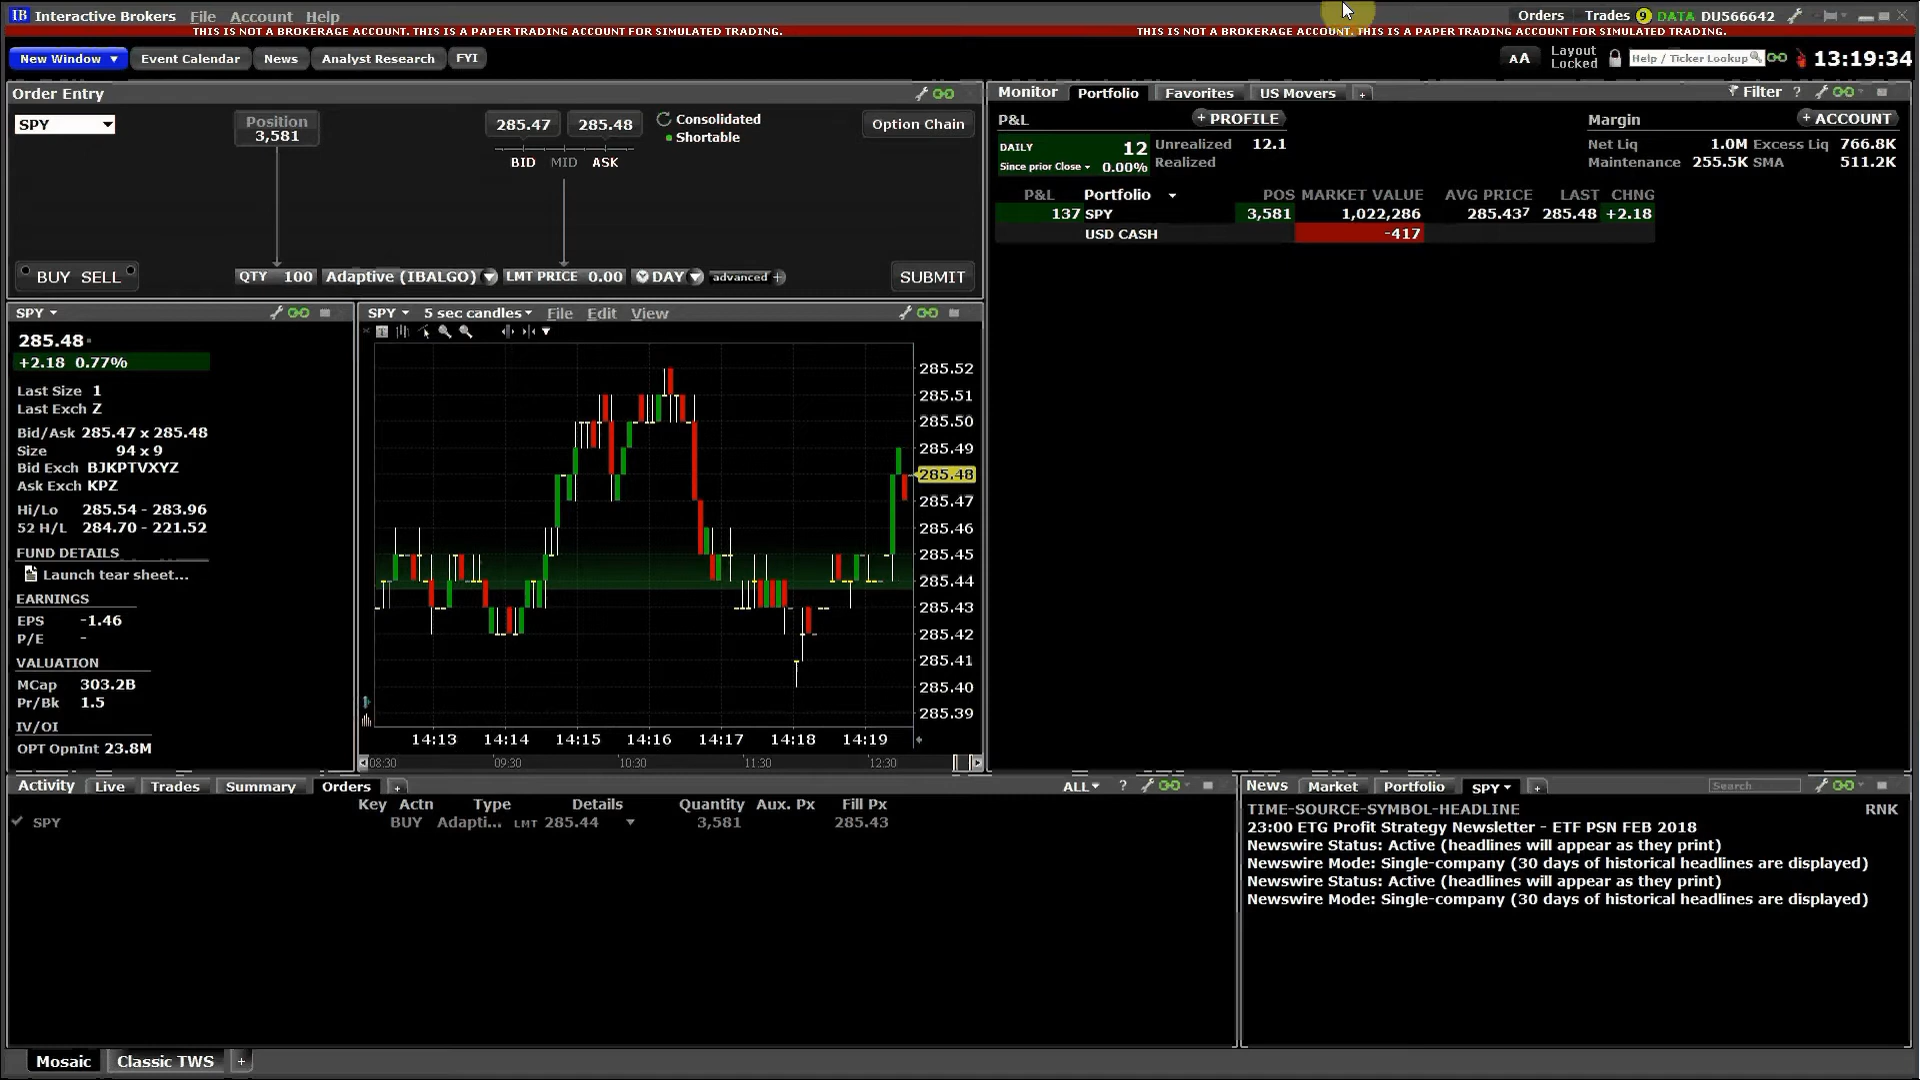 IB Interactive Brokers File Account Help Orders Trades 9 DATA DU566642
THIS IS NOT A BROKERAGE ACCOUNT. THIS IS A PAPER TRADING ACCOUNT FOR SIMULATED TRADING. THIS IS NOT A BROKERAGE ACCOUNT. THIS IS A PAPER TRADING ACCOUNT FOR SIMULATED TRADING.
New Window Event Calendar News Analyst Research FYI AA Layout Locked Help / Ticker Lookup 13:19:34
Order Entry
SPY Position 3,581 285.47 285.48 Consolidated Option Chain
Shortable
BID MID ASK
BUY SELL QTY 100 Adaptive (IBALGO) LMT PRICE 0.00 DAY advanced + SUBMIT
Monitor Portfolio Favorites US Movers + Filter ?
P&L + PROFILE Margin + ACCOUNT
DAILY 12 Unrealized 12.1 Net Liq 1.0M Excess Liq 766.8K
Since prior Close 0.00% Realized Maintenance 255.5K SMA 511.2K
P&L Portfolio POS MARKET VALUE AVG PRICE LAST CHNG
137 SPY 3,581 1,022,286 285.437 285.48 +2.18
USD CASH -417
SPY
285.48
+2.18 0.77%
Last Size 1
Last Exch Z
Bid/Ask 285.47 x 285.48
Size 94 x 9
Bid Exch BJKPTVXYZ
Ask Exch KPZ
Hi/Lo 285.54 - 283.96
52 H/L 284.70 - 221.52
FUND DETAILS
Launch tear sheet...
EARNINGS
EPS -1.46
P/E -
VALUATION
MCap 303.2B
Pr/Bk 1.5
IV/OI
OPT OpnInt 23.8M
SPY 5 sec candles File Edit View
285.52
285.51
285.50
285.49
285.48
285.47
285.46
285.45
285.44
285.43
285.42
285.41
285.40
285.39
14:13 14:14 14:15 14:16 14:17 14:18 14:19
08:30 09:30 10:30 11:30 12:30
Activity Live Trades Summary Orders + ALL ?
Key Actn Type Details Quantity Aux. Px Fill Px
SPY BUY Adapti... LMT 285.44 3,581 285.43
News Market Portfolio SPY + Search
TIME-SOURCE-SYMBOL-HEADLINE RNK
23:00 ETG Profit Strategy Newsletter - ETF PSN FEB 2018
Newswire Status: Active (headlines will appear as they print)
Newswire Mode: Single-company (30 days of historical headlines are displayed)
Newswire Status: Active (headlines will appear as they print)
Newswire Mode: Single-company (30 days of historical headlines are displayed)
Mosaic Classic TWS +